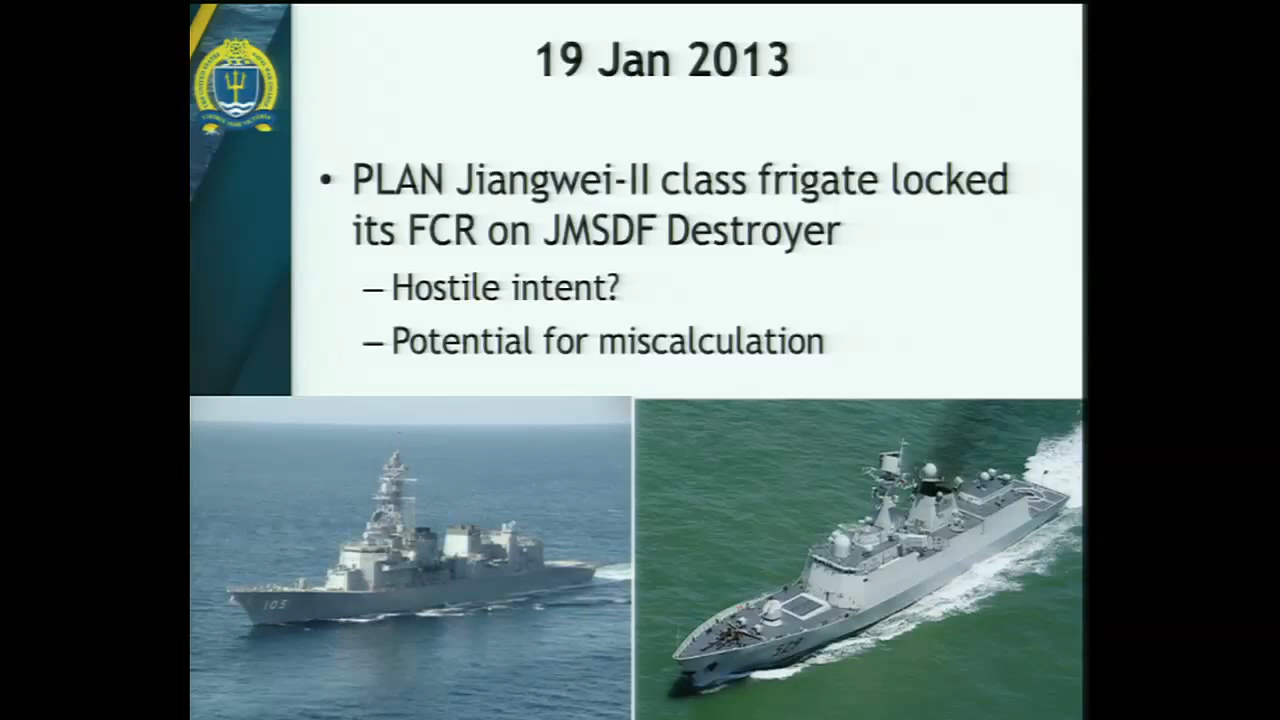 19 Jan 2013
• PLAN Jiangwei-II class frigate locked
its FCR on JMSDF Destroyer
– Hostile intent?
– Potential for miscalculation
103